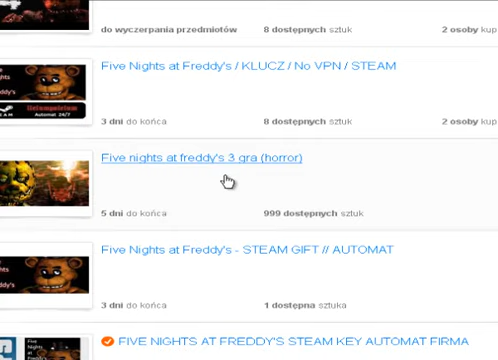 do wyczerpania przedmiotów 8 dostępnych sztuk 2 osoby kup
Five Nights at Freddy's / KLUCZ / No VPN / STEAM
3 dni do końca 8 dostępnych sztuk 2 osoby kup
Five nights at freddy's 3 gra (horror)
5 dni do końca 999 dostępnych sztuk
Five Nights at Freddy's - STEAM GIFT // AUTOMAT
3 dni do końca 1 dostępna sztuka
FIVE NIGHTS AT FREDDY'S STEAM KEY AUTOMAT FIRMA